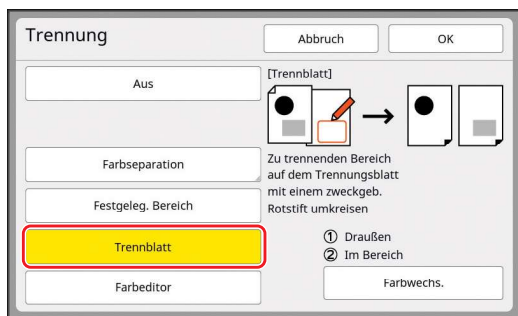 Trennung
Abbruch
OK
Aus
Farbseparation
Festgeleg. Bereich
Trennblatt
Farbeditor
[Trennblatt]
Zu trennenden Bereich
auf dem Trennungsblatt
mit einem zweckgeb.
Rotstift umkreisen
① Draußen
② Im Bereich
Farbwechs.